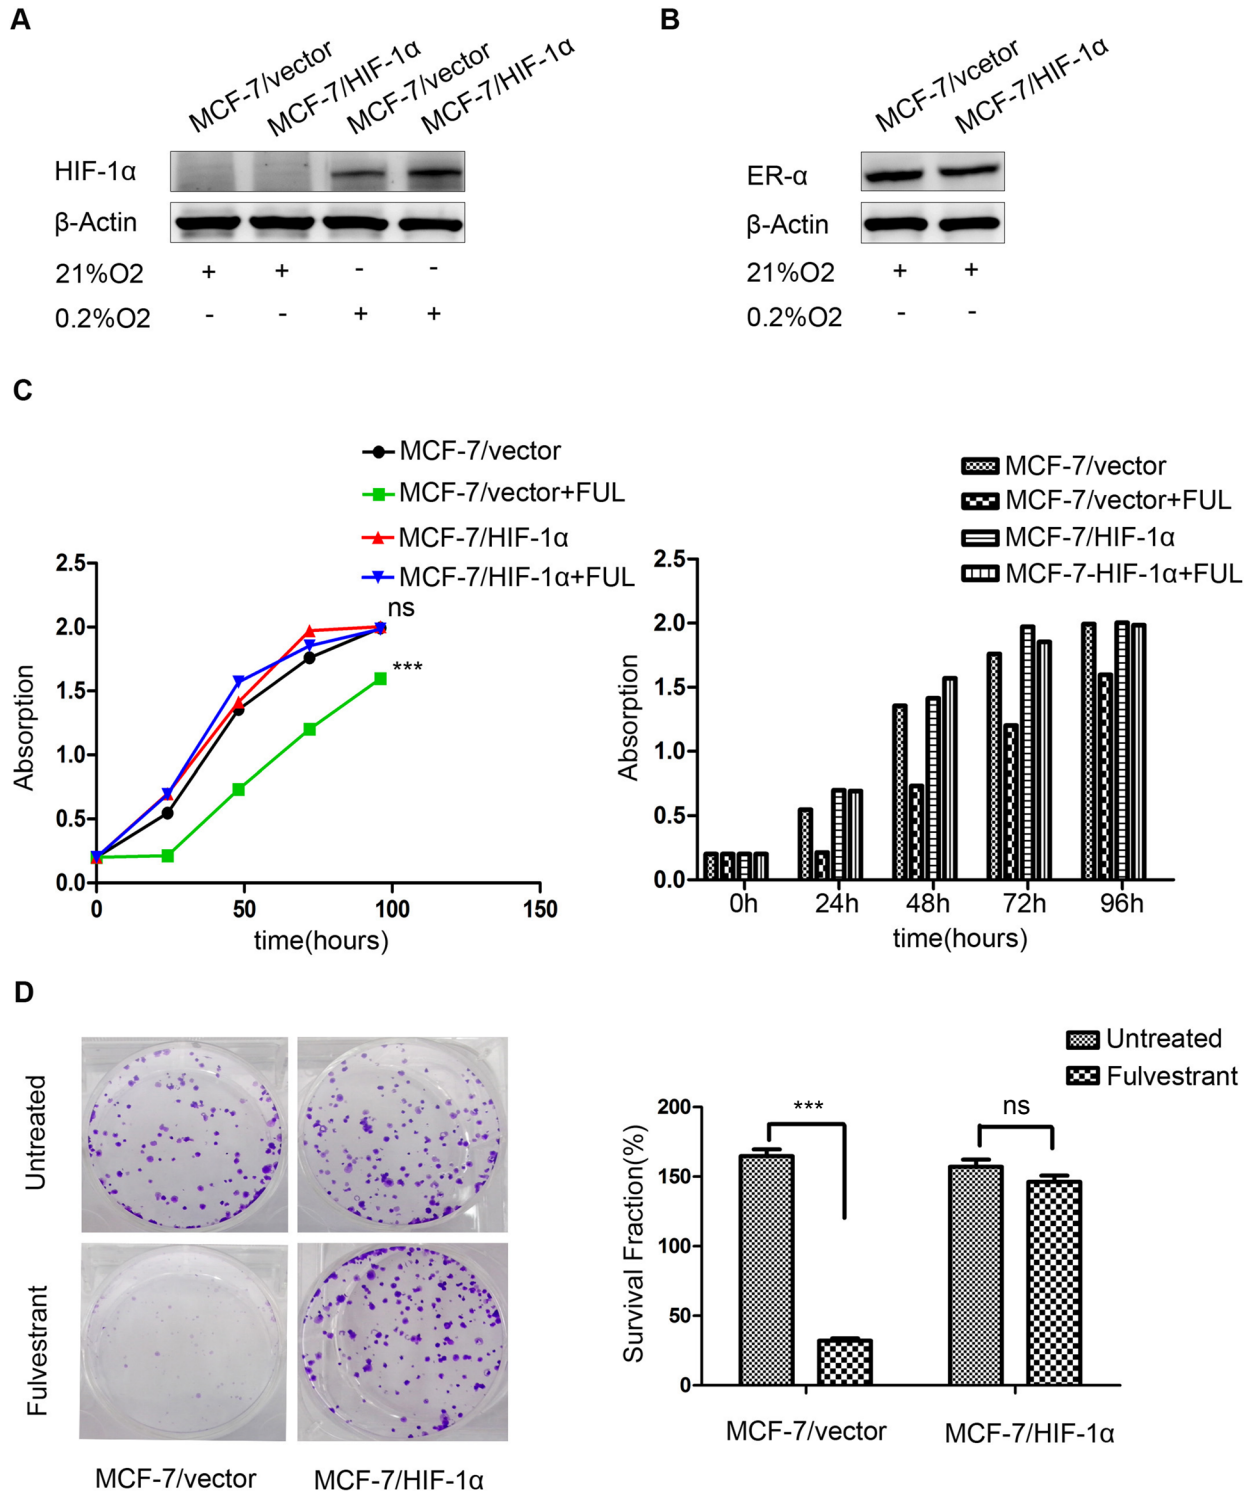 A
MCF-7/vector
MCF-7/HIF-1α
MCF-7/vector
MCF-7/HIF-1α
HIF-1α
β-Actin
21%O2 + + - -
0.2%O2 - - + +
B
MCF-7/vcetor
MCF-7/HIF-1α
ER-α
β-Actin
21%O2 + +
0.2%O2 - -
C
MCF-7/vector
MCF-7/vector+FUL
MCF-7/HIF-1α
MCF-7/HIF-1α+FUL
ns
***
2.5
2.0
1.5
1.0
0.5
0.0
Absorption
0 50 100 150
time(hours)
MCF-7/vector
MCF-7/vector+FUL
MCF-7/HIF-1α
MCF-7-HIF-1α+FUL
2.5
2.0
1.5
1.0
0.5
0.0
Absorption
0h 24h 48h 72h 96h
time(hours)
D
Untreated
Fulvestrant
MCF-7/vector MCF-7/HIF-1α
Untreated
Fulvestrant
*** ns
200
150
100
50
0
Survival Fraction(%)
MCF-7/vector MCF-7/HIF-1α